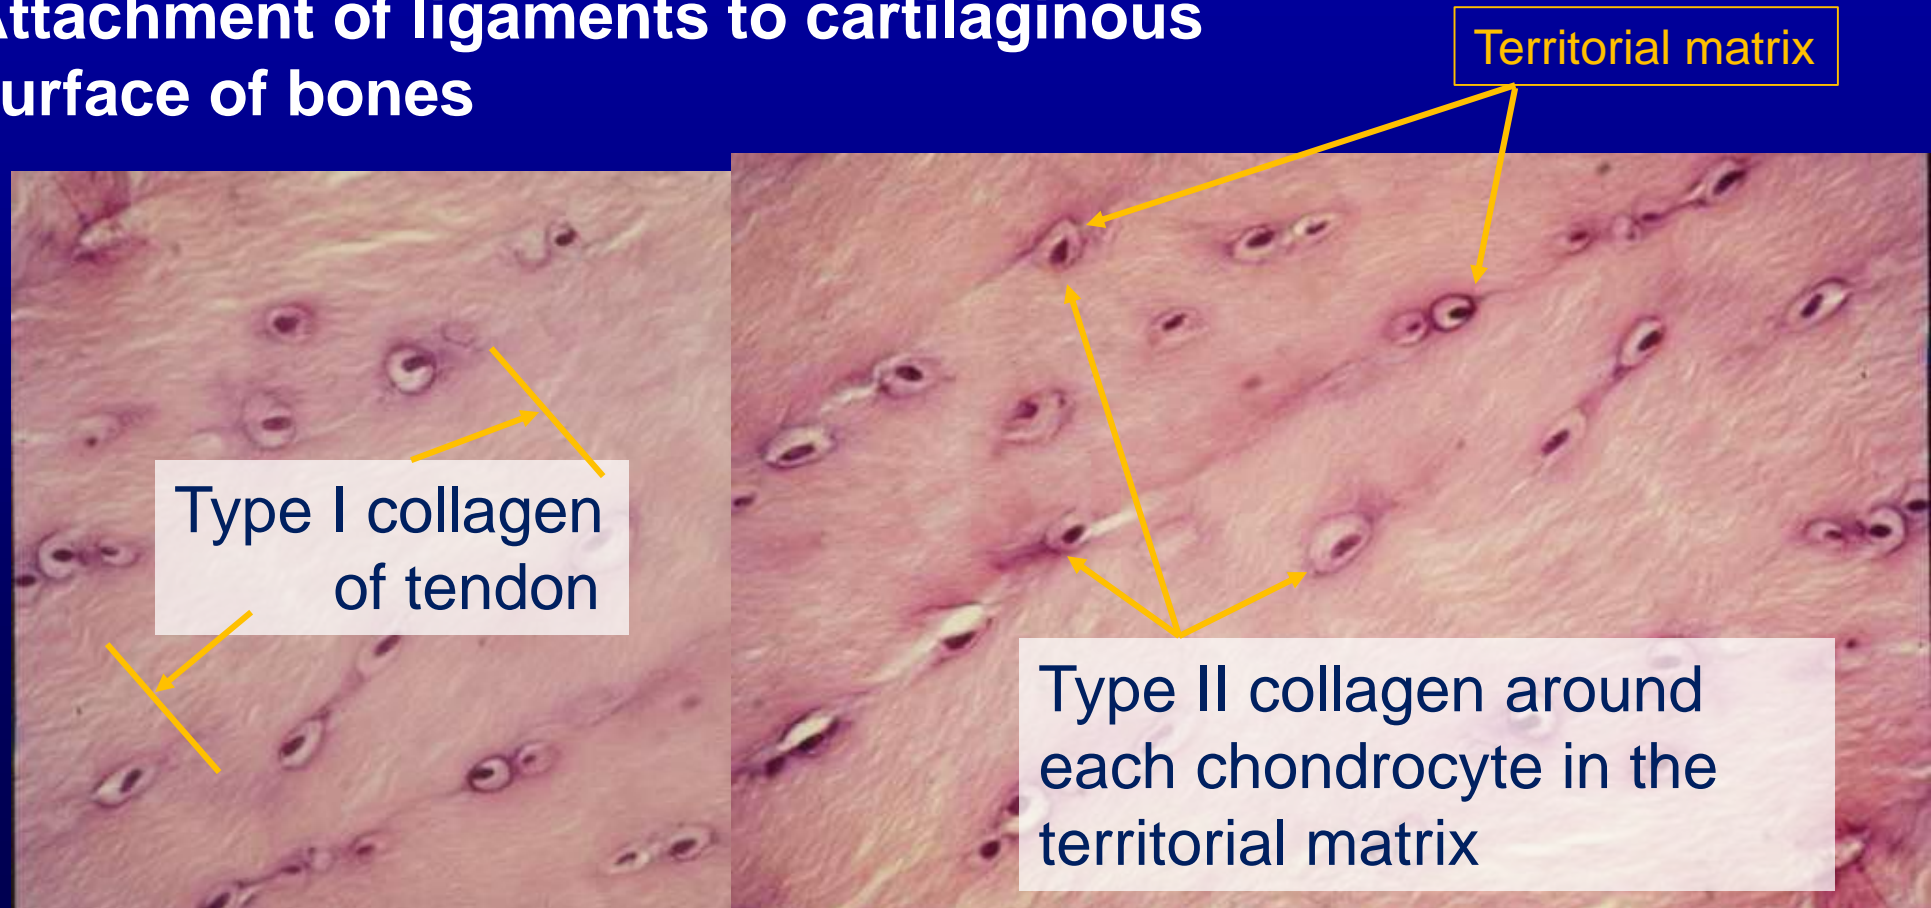 Attachment of ligaments to cartilaginous
urface of bones
Territorial matrix
Type I collagen
of tendon
Type II collagen around
each chondrocyte in the
territorial matrix